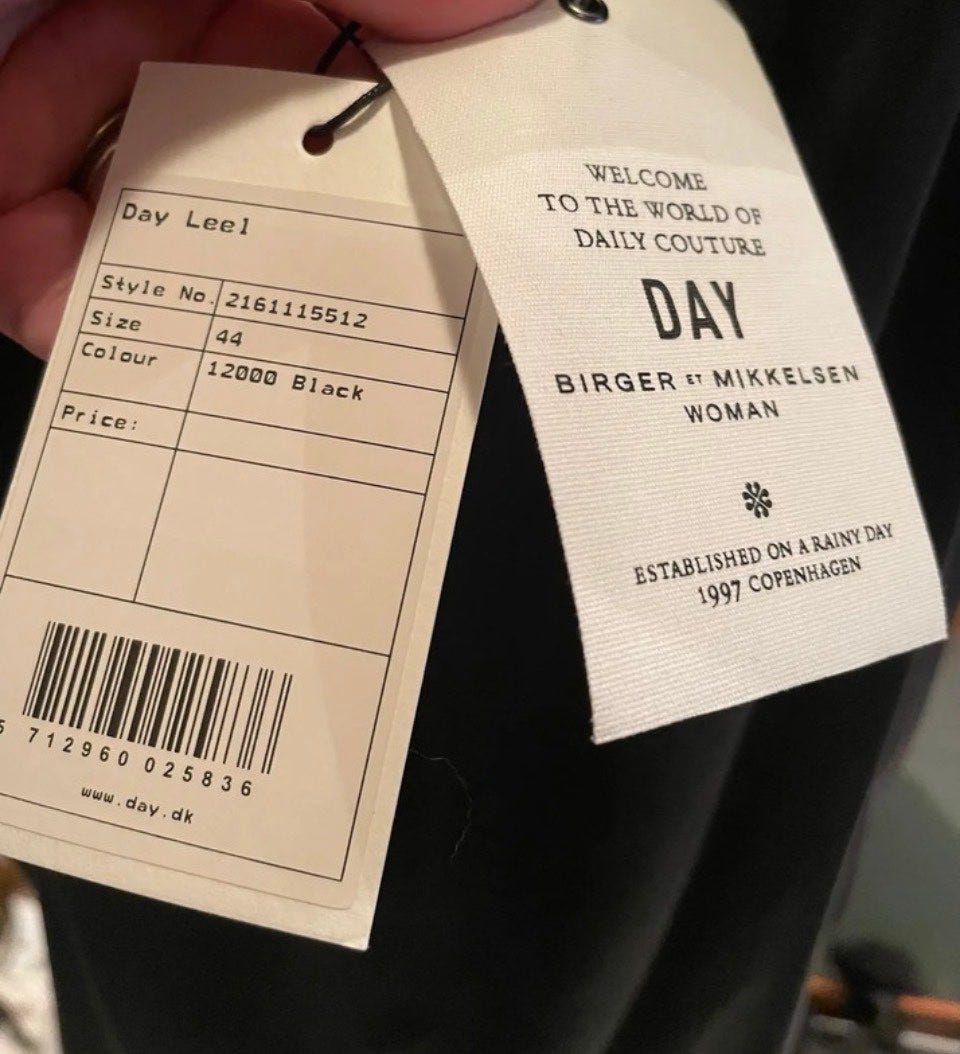 Day Leel
Style No. 2161115512
Size 44
Colour 12000 Black
Price:
5 712960 025836
www.day.dk
WELCOME
TO THE WORLD OF
DAILY COUTURE
DAY
BIRGER ET MIKKELSEN
WOMAN
ESTABLISHED ON A RAINY DAY
1997 COPENHAGEN